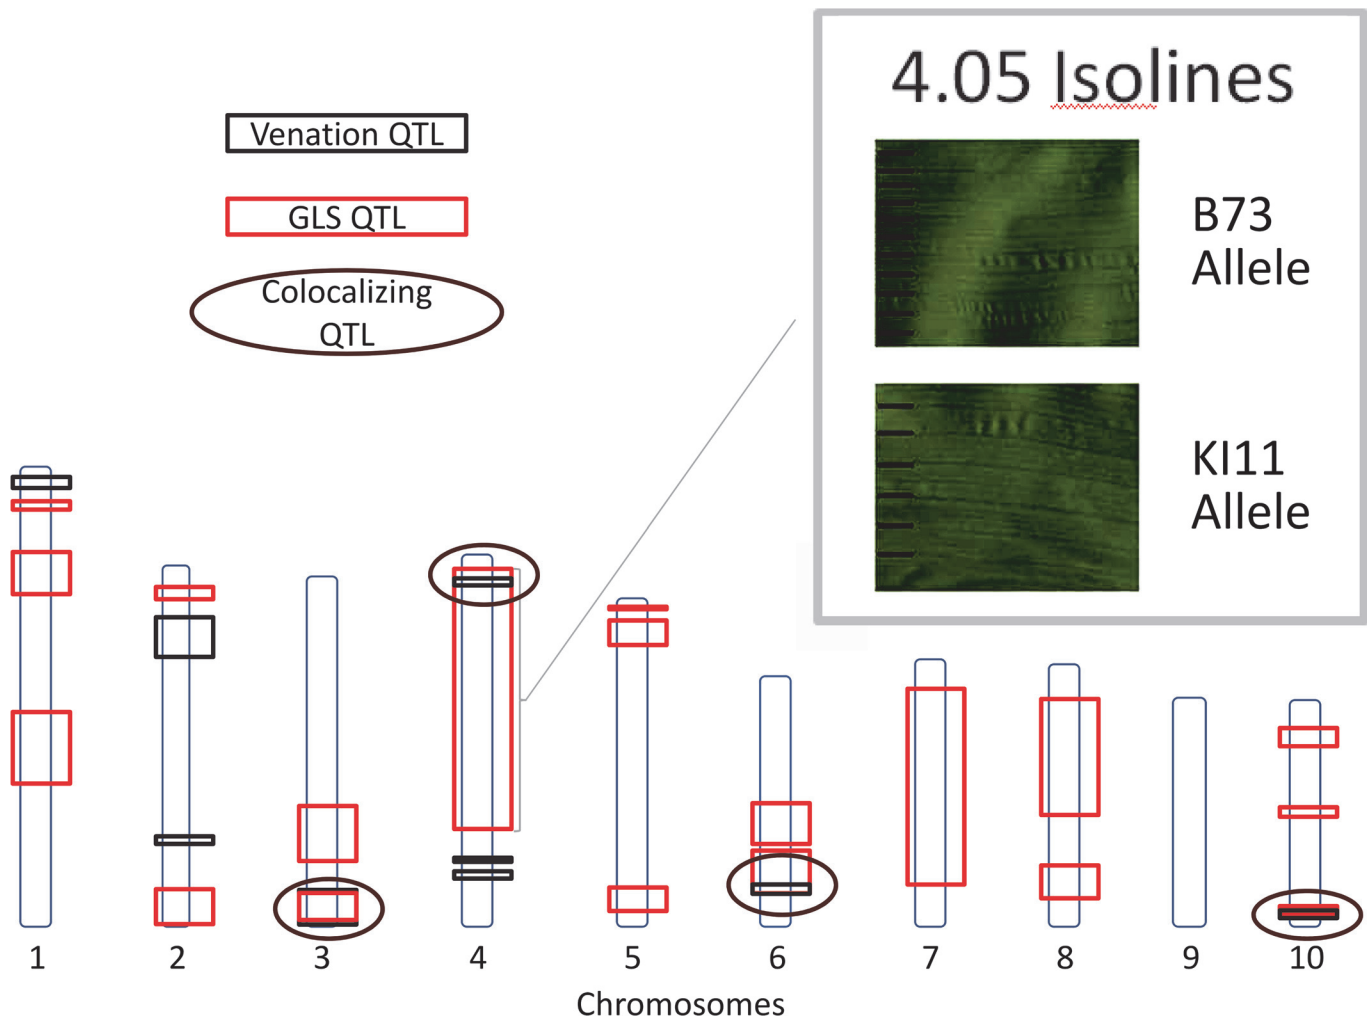 4.05 Isolines
Venation QTL
GLS QTL
Colocalizing
QTL
B73
Allele
KI11
Allele
1
2
3
4
5
6
7
8
9
10
Chromosomes